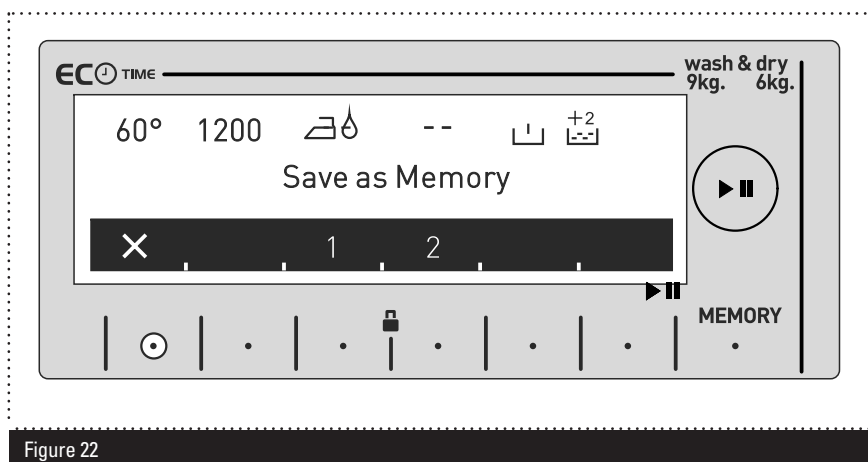 ECO TIME
wash & dry
9kg. 6kg.
60° 1200 -- +2
Save as Memory
× 1 2
MEMORY
Figure 22